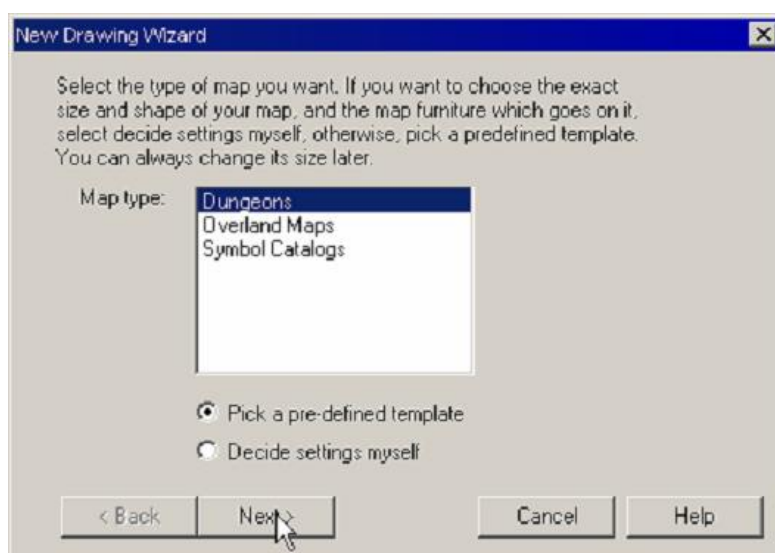 New Drawing Wizard
Select the type of map you want. If you want to choose the exact
size and shape of your map, and the map furniture which goes on it,
select decide settings myself, otherwise, pick a predefined template.
You can always change its size later.
Map type:
Dungeons
Overland Maps
Symbol Catalogs
Pick a pre-defined template
Decide settings myself
< Back Next > Cancel Help